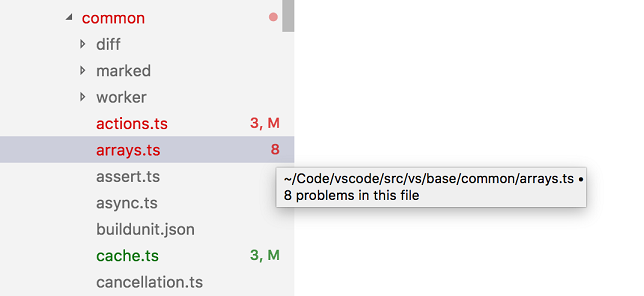 common
diff
marked
worker
actions.ts 3, M
arrays.ts 8
~/Code/vscode/src/vs/base/common/arrays.ts •
8 problems in this file
assert.ts
async.ts
buildunit.json
cache.ts 3, M
cancellation.ts